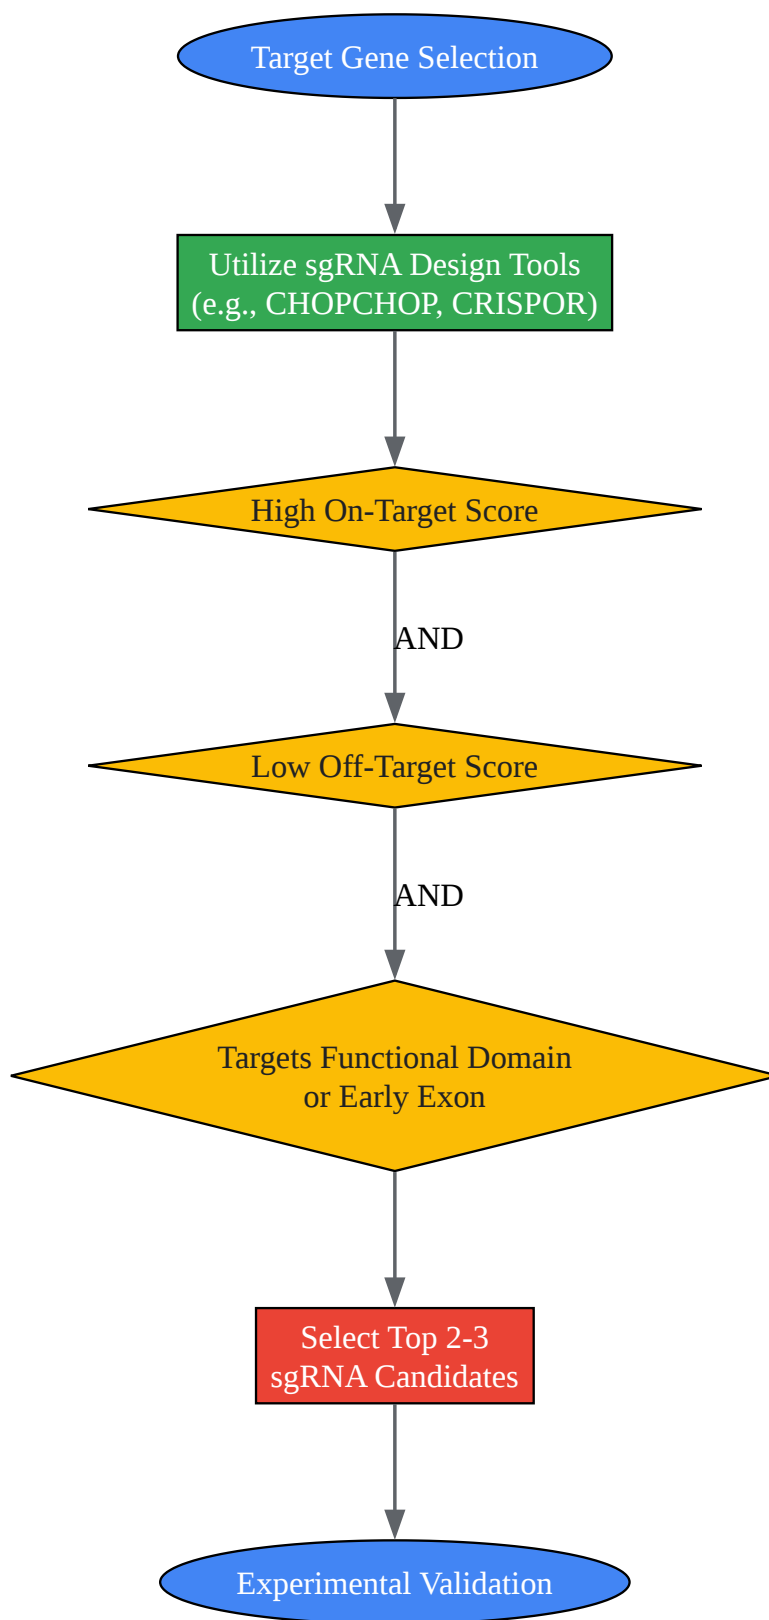 Target Gene Selection
Utilize sgRNA Design Tools
(e.g., CHOPCHOP, CRISPOR)
High On-Target Score
AND
Low Off-Target Score
AND
Targets Functional Domain
or Early Exon
Select Top 2-3
sgRNA Candidates
Experimental Validation